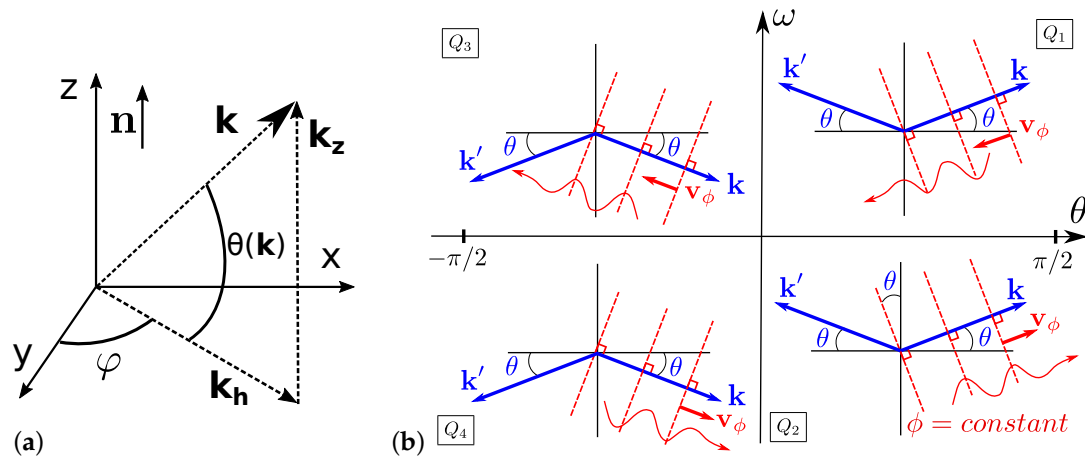 z
n
k
k_z
θ(k)
x
y
φ
k_h
(a)
ω
Q_3
Q_1
k'
k
θ
θ
v_ϕ
k'
k
θ
θ
v_ϕ
θ
−π/2
π/2
k'
k
θ
θ
v_ϕ
Q_4
k'
k
θ
θ
θ
v_ϕ
Q_2
ϕ = constant
(b)